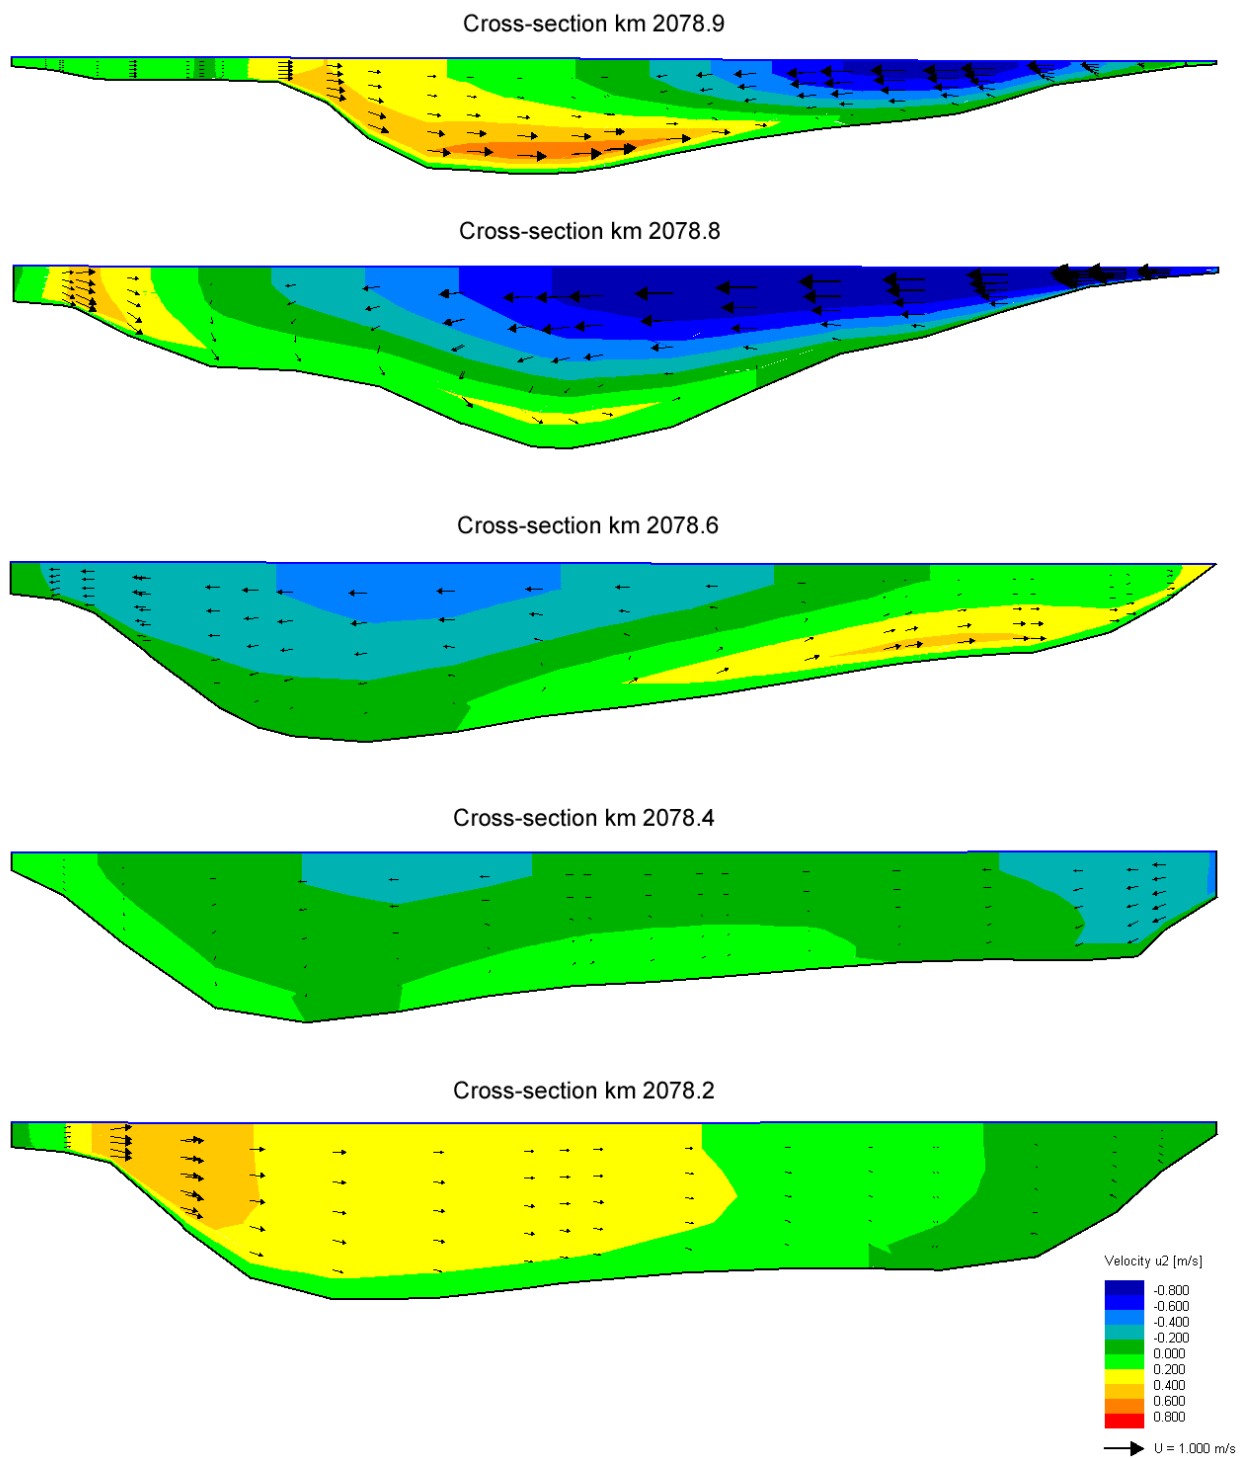 Cross-section km 2078.9
Cross-section km 2078.8
Cross-section km 2078.6
Cross-section km 2078.4
Cross-section km 2078.2
Velocity u2 [m/s]
-0.800
-0.600
-0.400
-0.200
0.000
0.200
0.400
0.600
0.800
U = 1.000 m/s